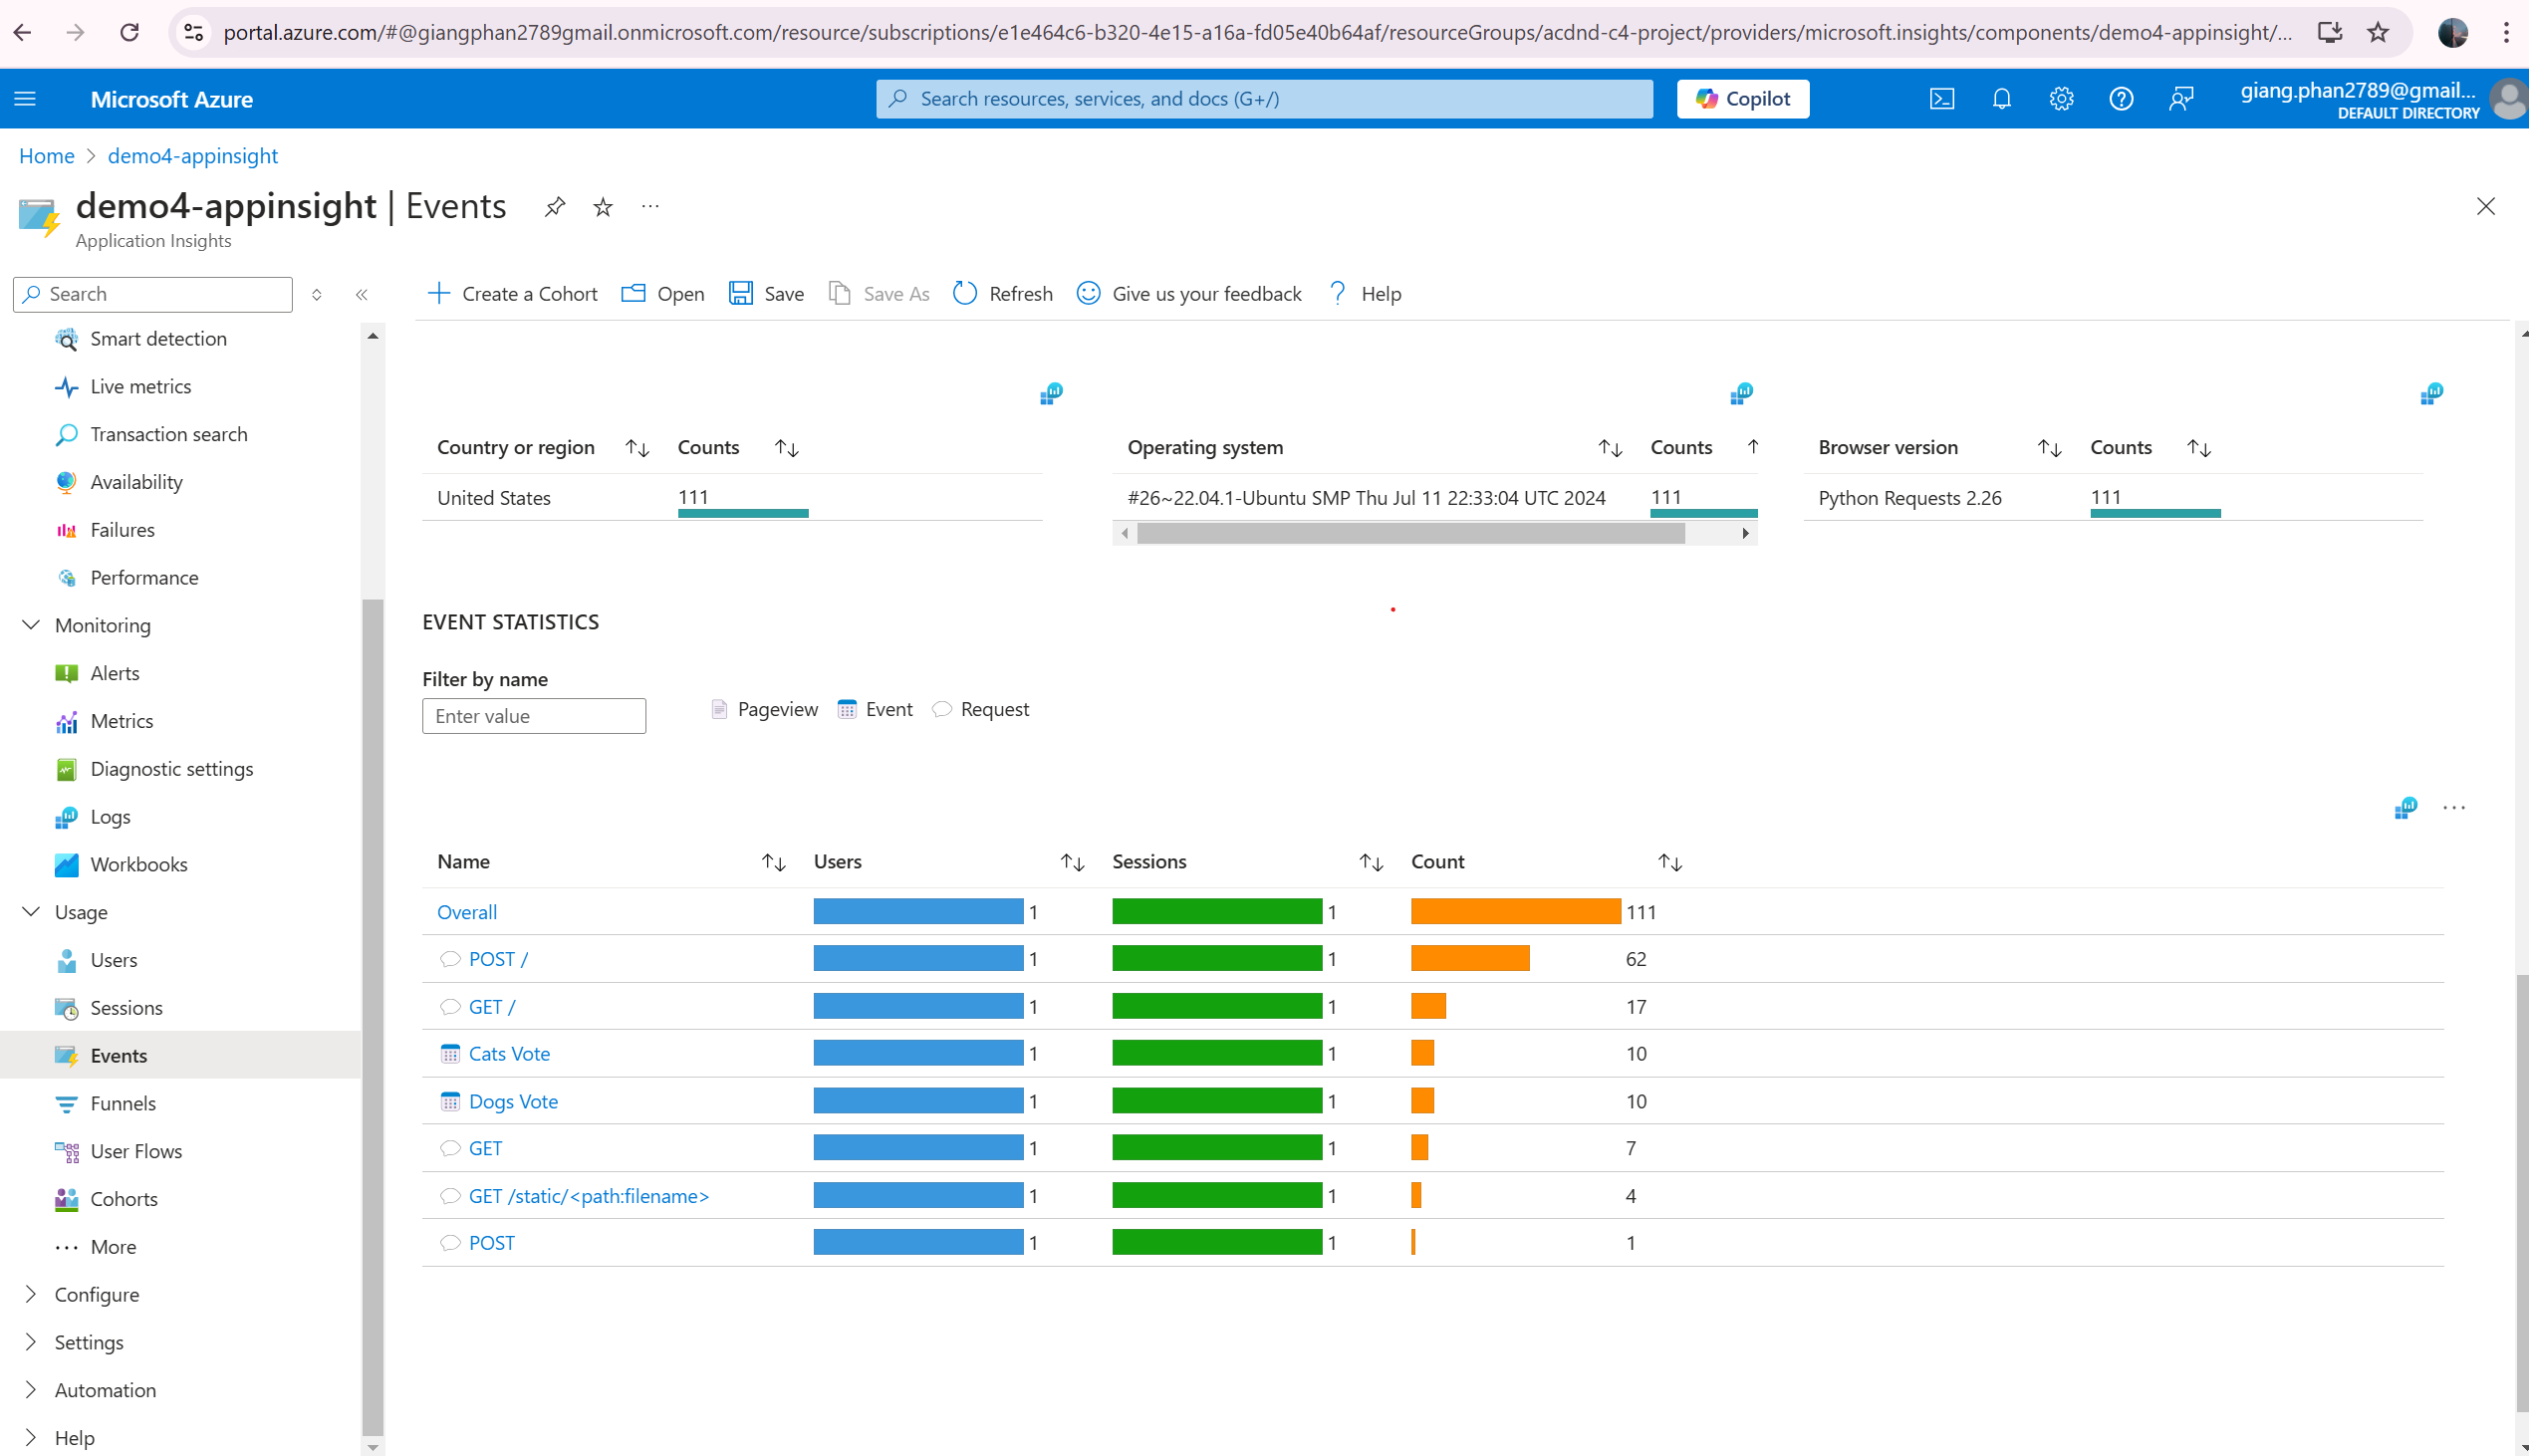 portal.azure.com/#@giangphan2789gmail.onmicrosoft.com/resource/subscriptions/e1e464c6-b320-4e15-a16a-fd05e40b64af/resourceGroups/acdnd-c4-project/providers/microsoft.insights/components/demo4-appinsight/...
Microsoft Azure
Search resources, services, and docs (G+/)
Copilot
giang.phan2789@gmail...
DEFAULT DIRECTORY
Home > demo4-appinsight
demo4-appinsight | Events
Application Insights
Search
Create a Cohort Open Save Save As Refresh Give us your feedback Help
Smart detection
Live metrics
Transaction search
Availability
Failures
Performance
Monitoring
Alerts
Metrics
Diagnostic settings
Logs
Workbooks
Usage
Users
Sessions
Events
Funnels
User Flows
Cohorts
More
Configure
Settings
Automation
Help
Country or region Counts
United States 111
Operating system Counts
#26~22.04.1-Ubuntu SMP Thu Jul 11 22:33:04 UTC 2024 111
Browser version Counts
Python Requests 2.26 111
EVENT STATISTICS
Filter by name
Enter value
Pageview Event Request
Name Users Sessions Count
Overall 1 1 111
POST / 1 1 62
GET / 1 1 17
Cats Vote 1 1 10
Dogs Vote 1 1 10
GET 1 1 7
GET /static/<path:filename> 1 1 4
POST 1 1 1